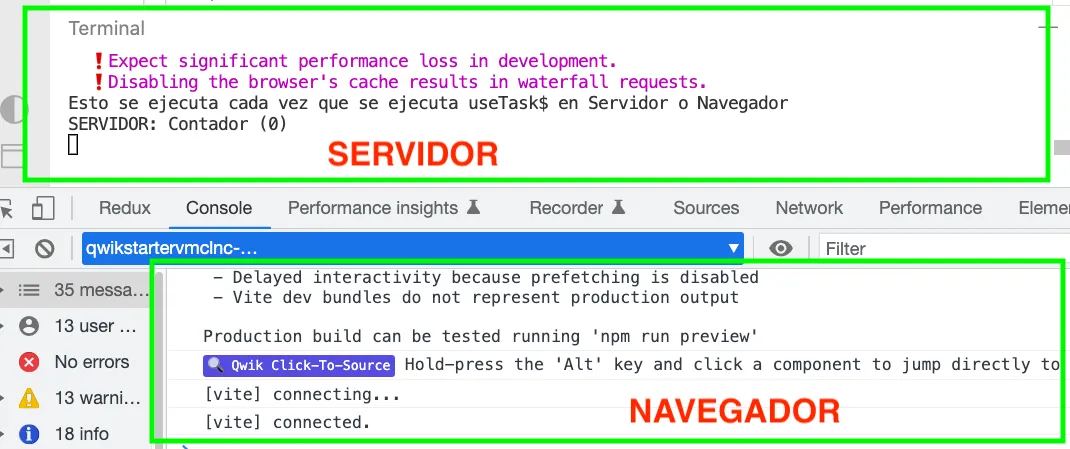 Terminal
❗Expect significant performance loss in development.
❗Disabling the browser's cache results in waterfall requests.
Esto se ejecuta cada vez que se ejecuta useTask$ en Servidor o Navegador
SERVIDOR: Contador (0)
SERVIDOR
Redux Console Performance insights Recorder Sources Network Performance Elemen
qwikstartervmclnc-... Filter
35 messa...
13 user ...
No errors
13 warni...
18 info
- Delayed interactivity because prefetching is disabled
- Vite dev bundles do not represent production output
Production build can be tested running 'npm run preview'
🔍 Qwik Click-To-Source Hold-press the 'Alt' key and click a component to jump directly to
[vite] connecting...
[vite] connected.
NAVEGADOR